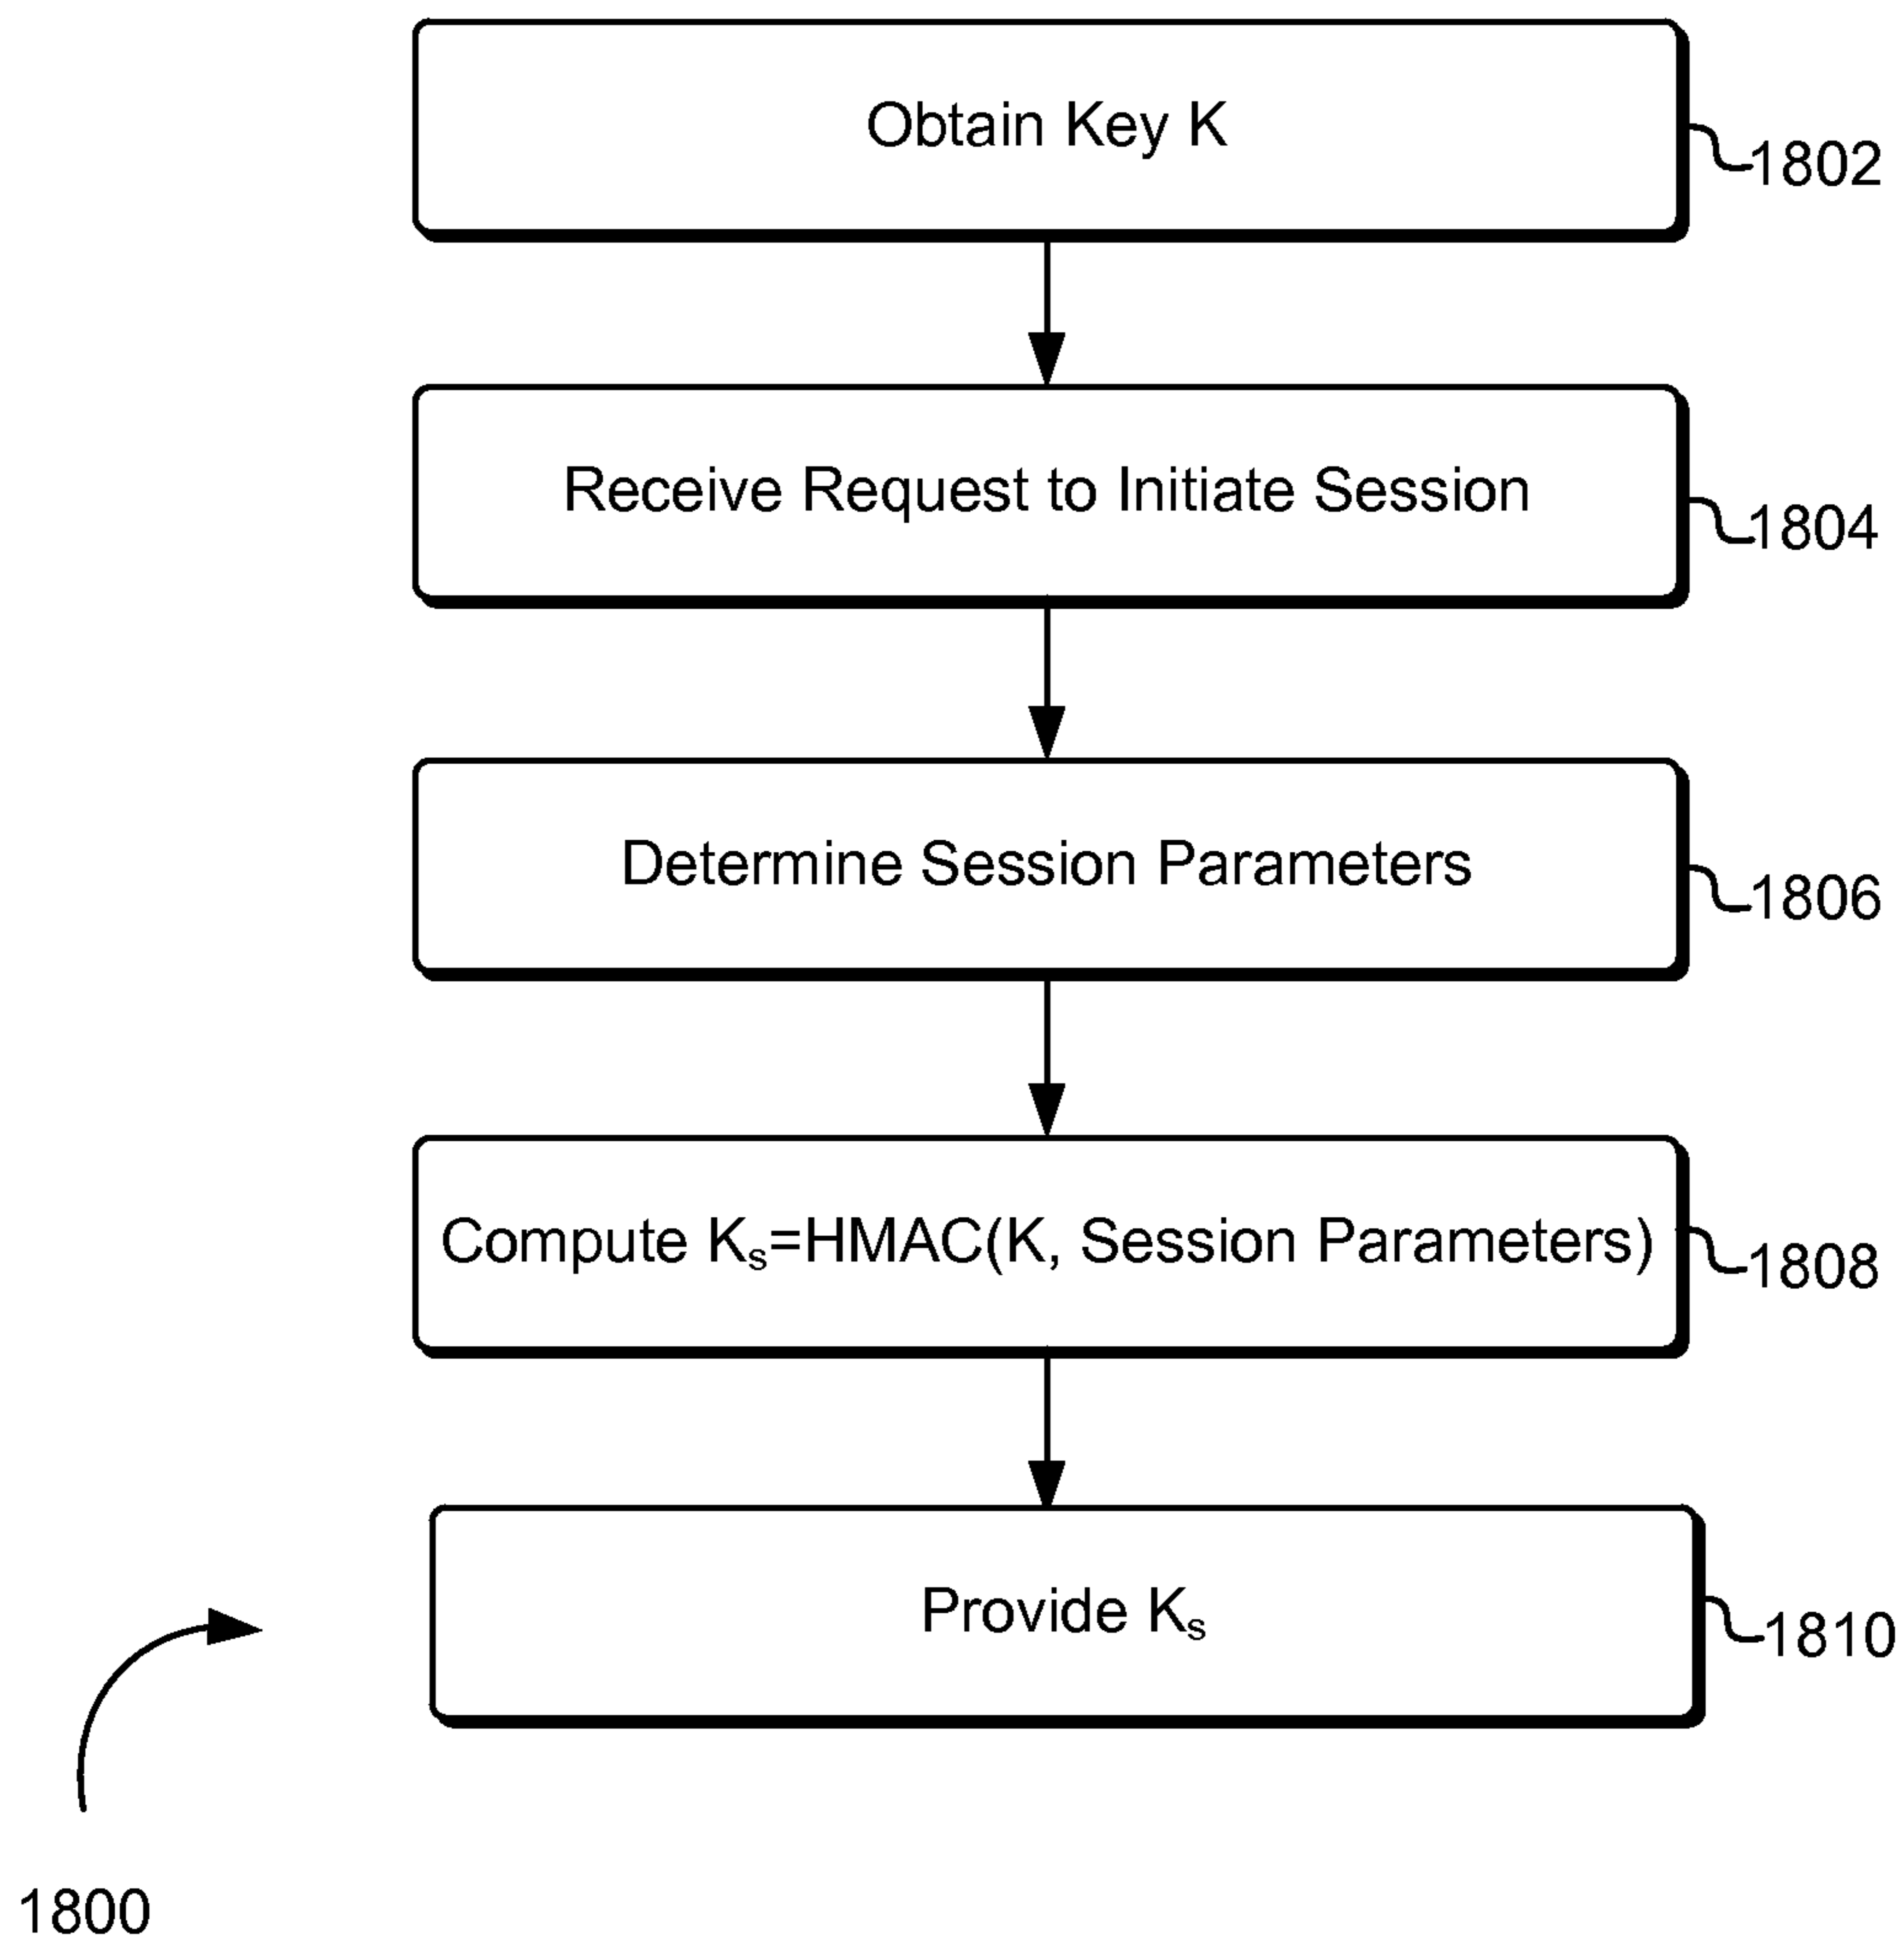 Obtain Key K
1802
Receive Request to Initiate Session
1804
Determine Session Parameters
1806
Compute Kₛ=HMAC(K, Session Parameters)
1808
Provide Kₛ
1810
1800